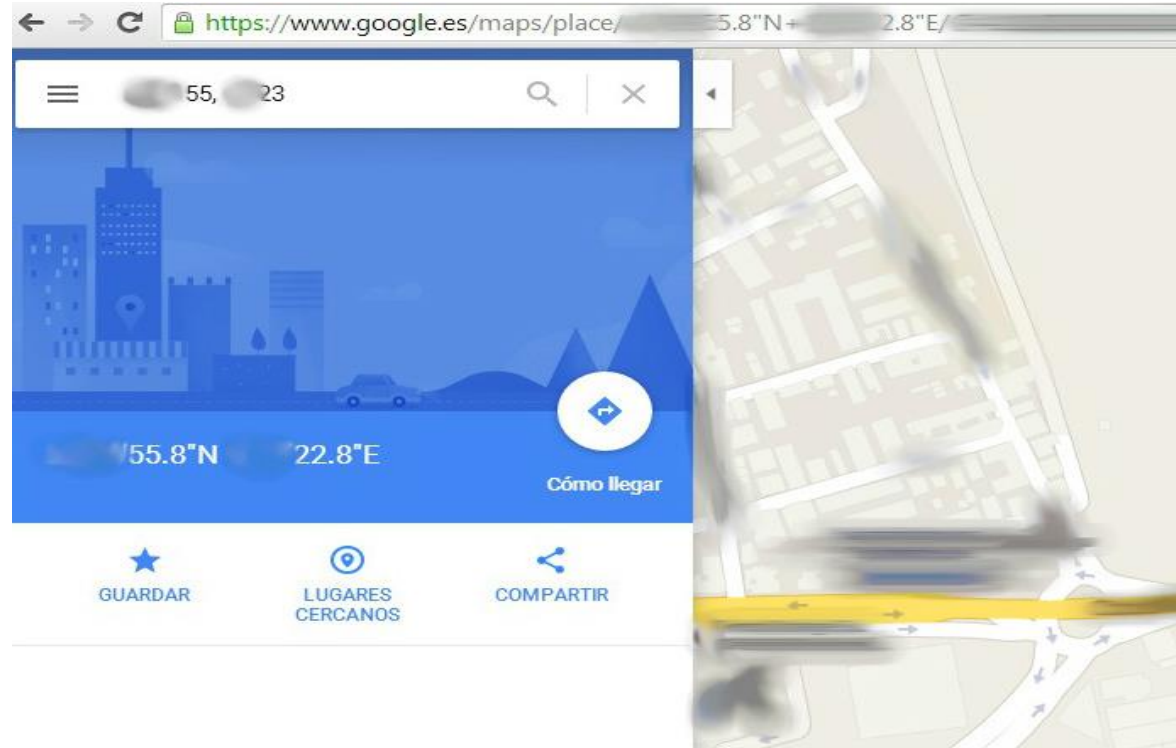 https://www.google.es/maps/place/ 5.8"N+ 2.8"E/
55, 23
55.8"N 22.8"E
Cómo llegar
GUARDAR
LUGARES CERCANOS
COMPARTIR